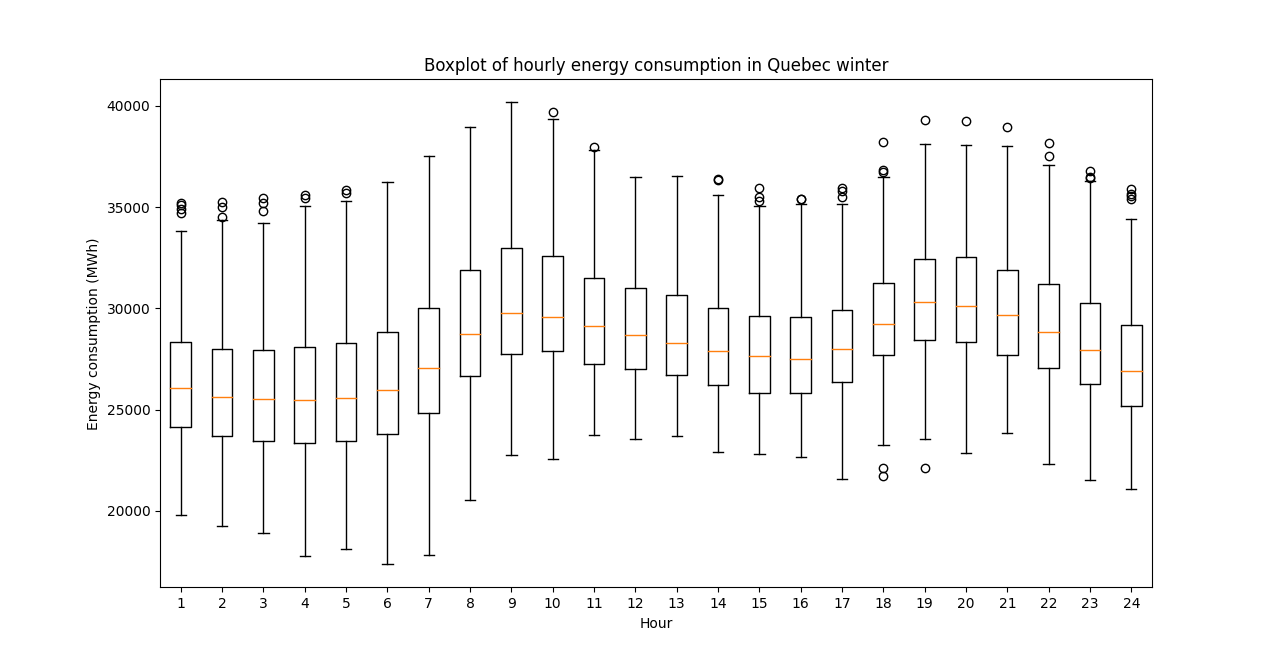 Boxplot of hourly energy consumption in Quebec winter
Energy consumption (MWh)
40000
35000
30000
25000
20000
1 2 3 4 5 6 7 8 9 10 11 12 13 14 15 16 17 18 19 20 21 22 23 24
Hour